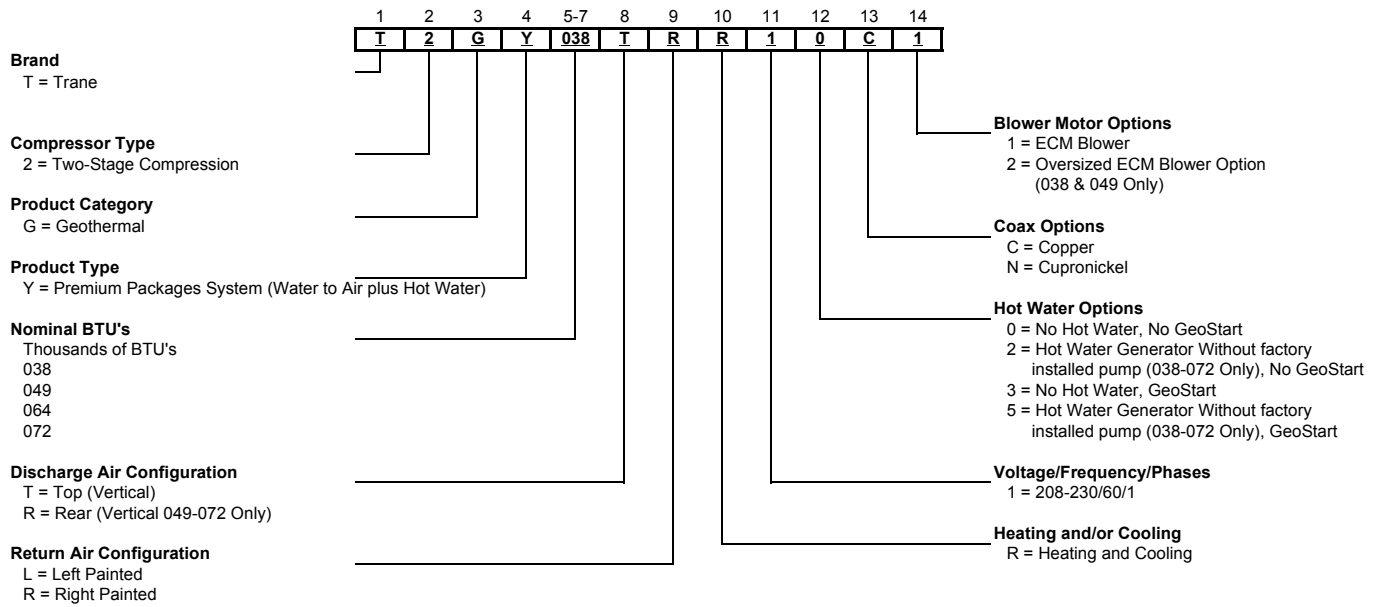 1 2 3 4 5-7 8 9 10 11 12 13 14
T 2 G Y 038 T R R 1 0 C 1
Brand
T = Trane
Compressor Type
2 = Two-Stage Compression
Product Category
G = Geothermal
Product Type
Y = Premium Packages System (Water to Air plus Hot Water)
Nominal BTU's
Thousands of BTU's
038
049
064
072
Discharge Air Configuration
T = Top (Vertical)
R = Rear (Vertical 049-072 Only)
Return Air Configuration
L = Left Painted
R = Right Painted
Blower Motor Options
1 = ECM Blower
2 = Oversized ECM Blower Option
(038 & 049 Only)
Coax Options
C = Copper
N = Cupronickel
Hot Water Options
0 = No Hot Water, No GeoStart
2 = Hot Water Generator Without factory
installed pump (038-072 Only), No GeoStart
3 = No Hot Water, GeoStart
5 = Hot Water Generator Without factory
installed pump (038-072 Only), GeoStart
Voltage/Frequency/Phases
1 = 208-230/60/1
Heating and/or Cooling
R = Heating and Cooling